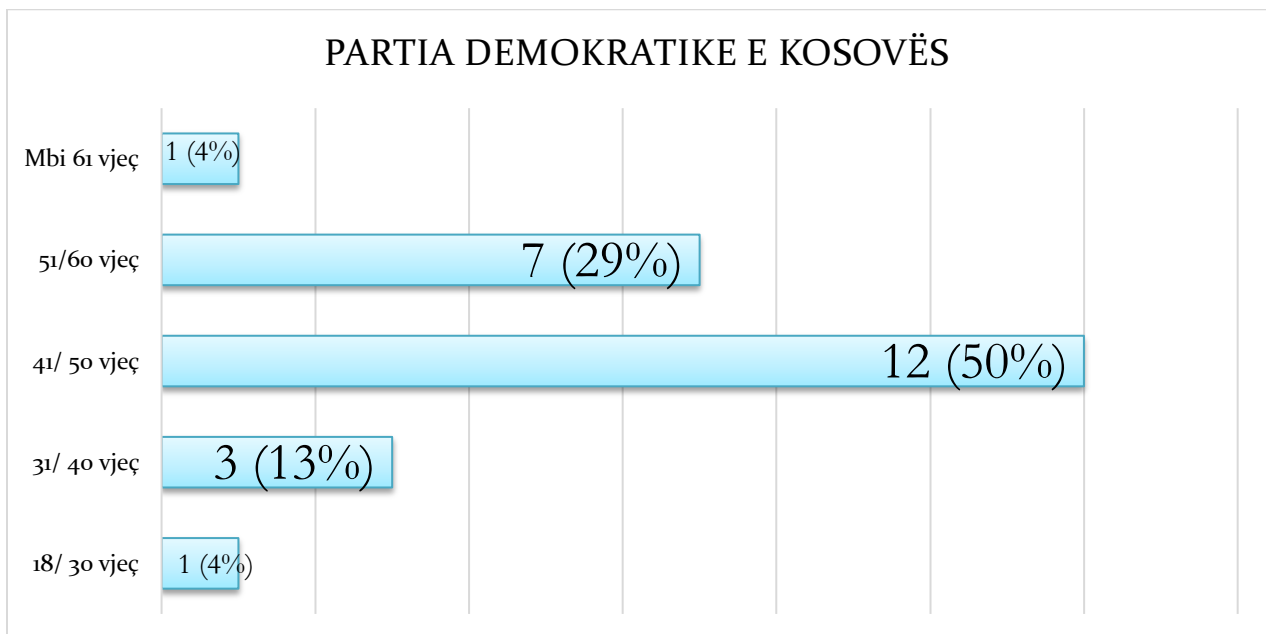 PARTIA DEMOKRATIKE E KOSOVËS
Mbi 61 vjeç
1 (4%)
51/60 vjeç
7 (29%)
41/ 50 vjeç
12 (50%)
31/ 40 vjeç
3 (13%)
18/ 30 vjeç
1 (4%)